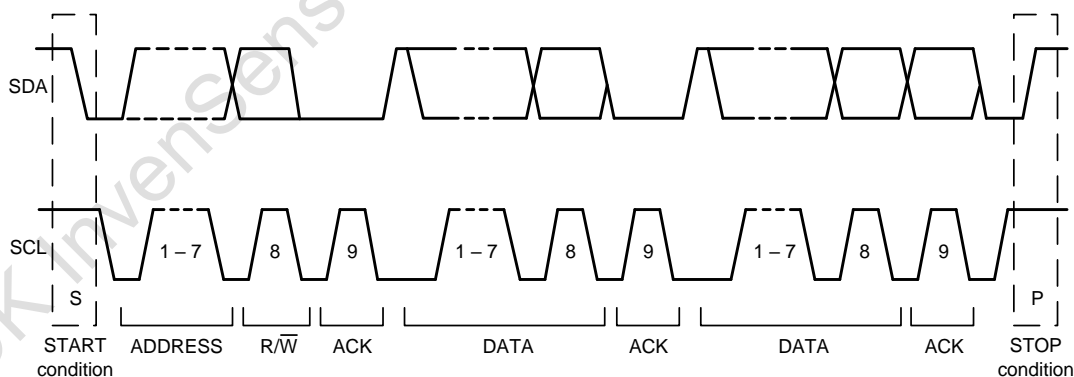 SDA
SCL
1 – 7 8 9 1 – 7 8 9 1 – 7 8 9
S P
START condition ADDRESS R/W̅ ACK DATA ACK DATA ACK STOP condition
InvenSens